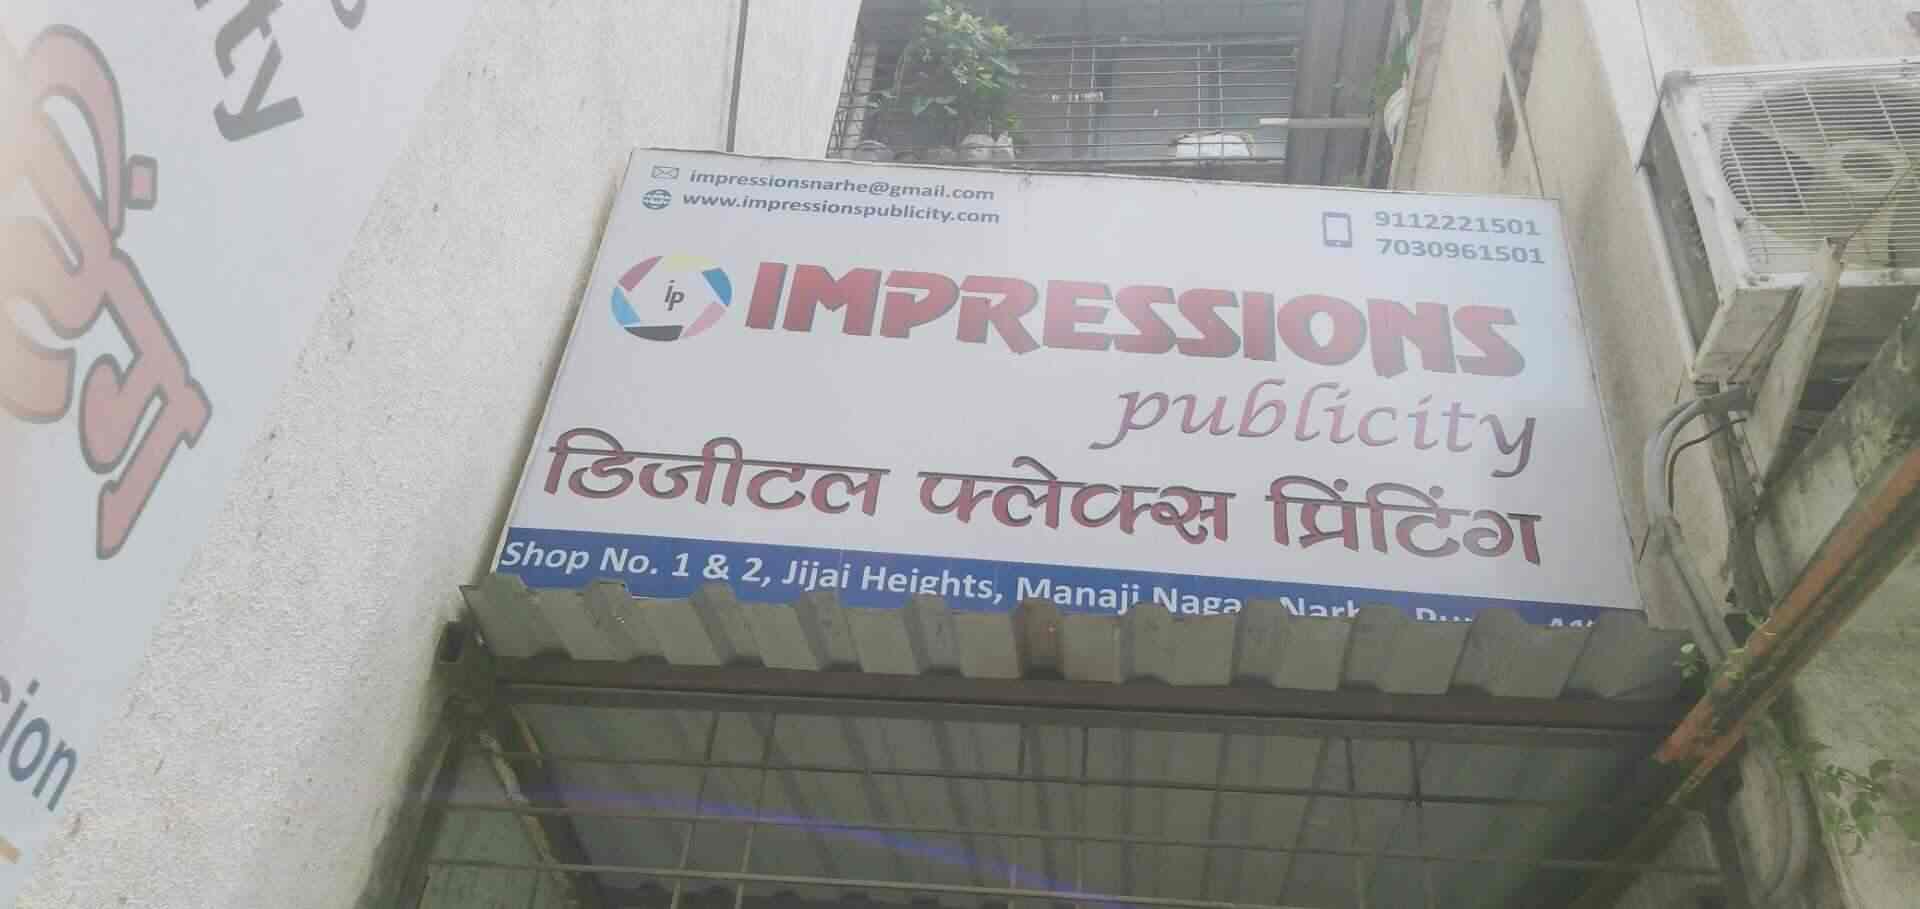 impressionsnarhe@gmail.com
www.impressionspublicity.com
9112221501
7030961501
ip
IMPRESSIONS
publicity
डिजीटल फ्लेक्स प्रिंटिंग
Shop No. 1 & 2, Jijai Heights, Manaji Nagar,